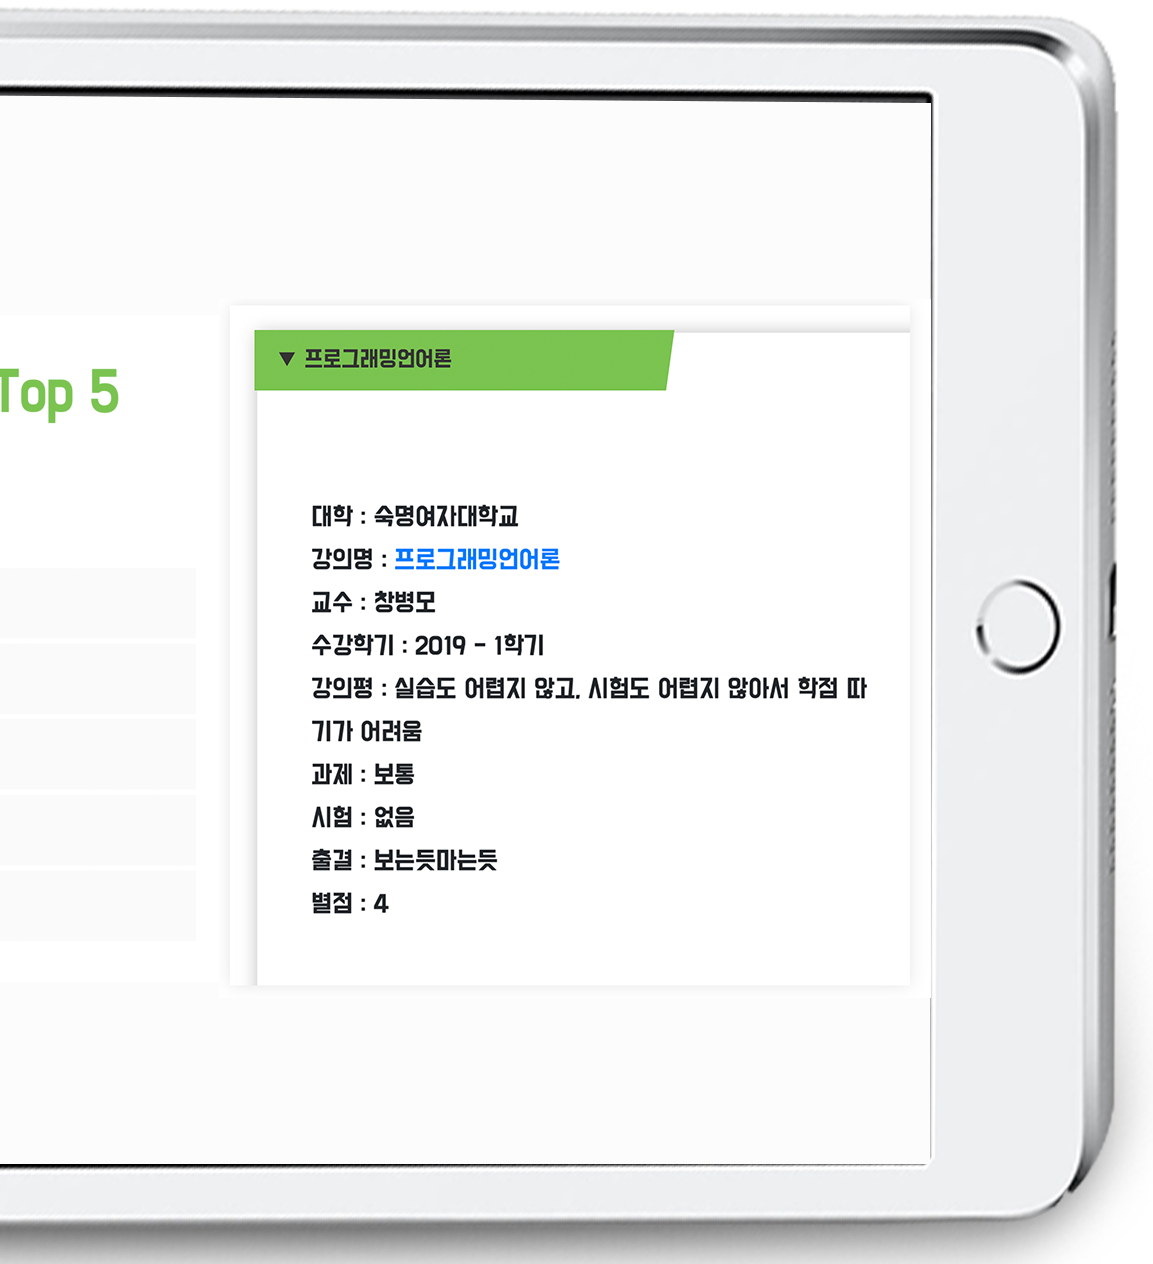 Top 5
▼ 프로그래밍언어론
대학 : 숙명여자대학교
강의명 : 프로그래밍언어론
교수 : 창병모
수강학기 : 2019 - 1학기
강의평 : 실습도 어렵지 않고, 시험도 어렵지 않아서 학점 따
기가 어려움
과제 : 보통
시험 : 없음
출결 : 보는듯마는듯
별점 : 4